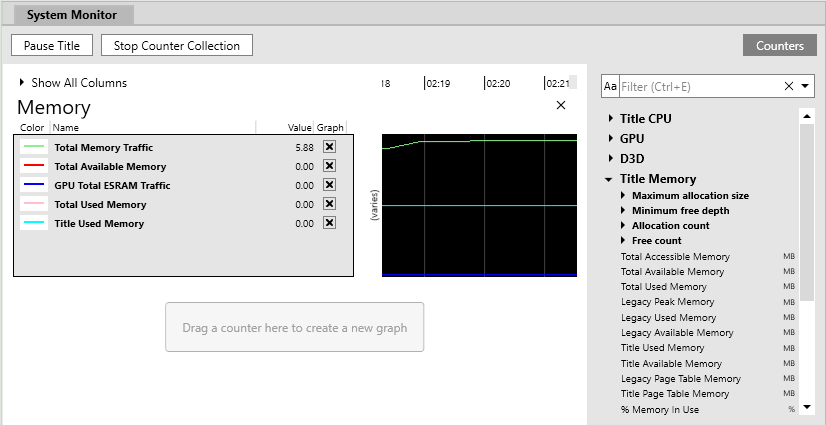 System Monitor
Pause Title
Stop Counter Collection
Counters
Show All Columns
18 02:19 02:20 02:21
Memory
Color Name Value Graph
Total Memory Traffic 5.88
Total Available Memory 0.00
GPU Total ESRAM Traffic 0.00
Total Used Memory 0.00
Title Used Memory 0.00
(varies)
Drag a counter here to create a new graph
Aa Filter (Ctrl+E)
Title CPU
GPU
D3D
Title Memory
Maximum allocation size
Minimum free depth
Allocation count
Free count
Total Accessible Memory MB
Total Available Memory MB
Total Used Memory MB
Legacy Peak Memory MB
Legacy Used Memory MB
Legacy Available Memory MB
Title Used Memory MB
Title Available Memory MB
Legacy Page Table Memory MB
Title Page Table Memory MB
% Memory In Use %